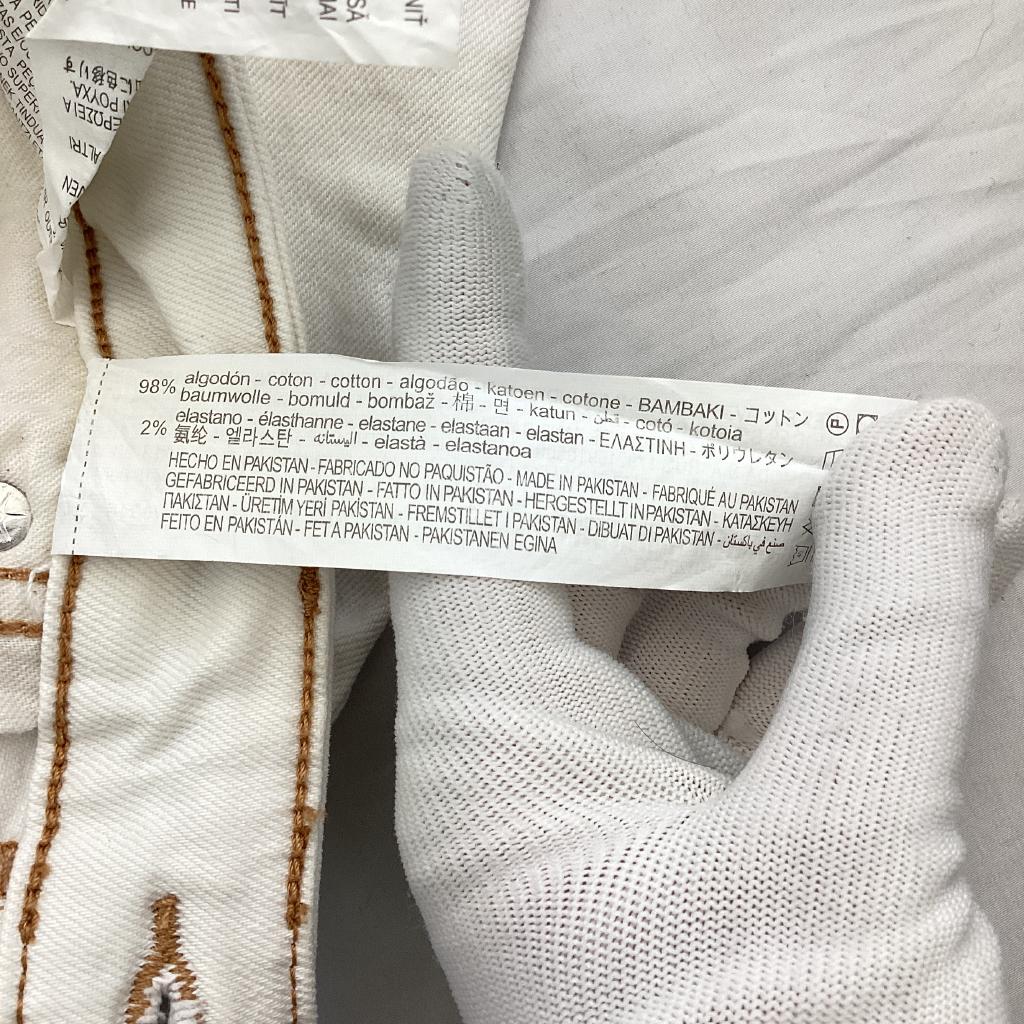 98% algodón - coton - cotton - algodão - katoen - cotone - ΒΑΜΒΑΚΙ - コットン
baumwolle - bomuld - bombaž - 棉 - 면 - katun - قطن - cotó - kotoia
2% elastano - élasthanne - elastane - elastaan - elastan - ΕΛΑΣΤΙΝΗ - ポリウレタン
氨纶 - 엘라스탄 - - elastà - elastanoa
HECHO EN PAKISTAN - FABRICADO NO PAQUISTÃO - MADE IN PAKISTAN - FABRIQUÉ AU PAKISTAN
GEFABRICEERD IN PAKISTAN - FATTO IN PAKISTAN - HERGESTELLT IN PAKISTAN - ΚΑΤΑΣΚΕΥΗ
ΠΑΚΙΣΤΑΝ - ÜRETİM YERİ PAKİSTAN - FREMSTILLET I PAKISTAN - DIBUAT DI PAKISTAN - صنع في باكستان
FEITO EN PAKISTÁN - FET A PAKISTAN - PAKISTANEN EGINA
P
ΡΟΥΧΑ
ALTRI